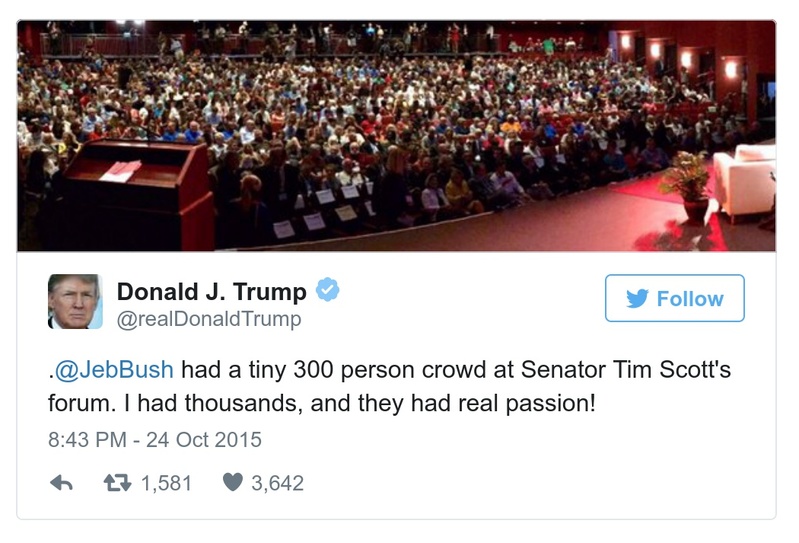 Donald J. Trump
@realDonaldTrump
Follow
.@JebBush had a tiny 300 person crowd at Senator Tim Scott's
forum. I had thousands, and they had real passion!
8:43 PM - 24 Oct 2015
1,581 3,642